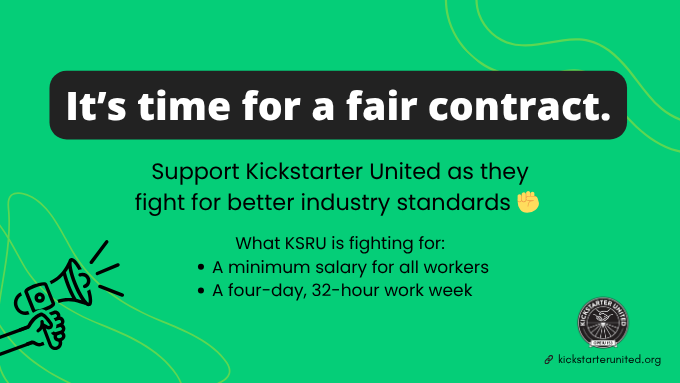 It's time for a fair contract.
Support Kickstarter United as they
fight for better industry standards ✊
What KSRU is fighting for:
• A minimum salary for all workers
• A four-day, 32-hour work week
KICKSTARTER UNITED
kickstarterunited.org